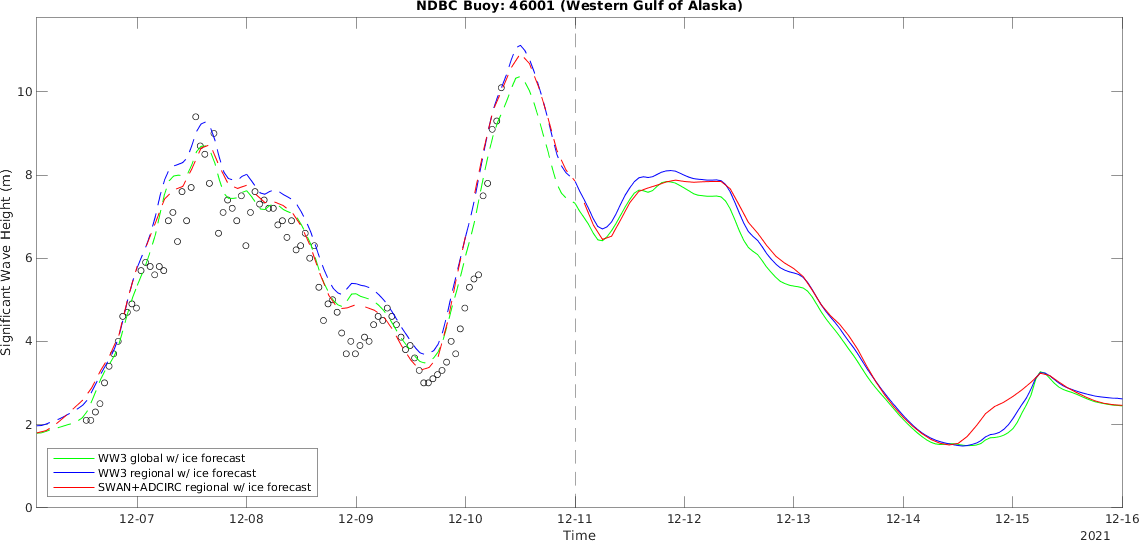 NDBC Buoy: 46001 (Western Gulf of Alaska)
Significant Wave Height (m)
10
8
6
4
2
0
WW3 global w/ ice forecast
WW3 regional w/ ice forecast
SWAN+ADCIRC regional w/ ice forecast
12-07 12-08 12-09 12-10 12-11 12-12 12-13 12-14 12-15 12-16
Time
2021